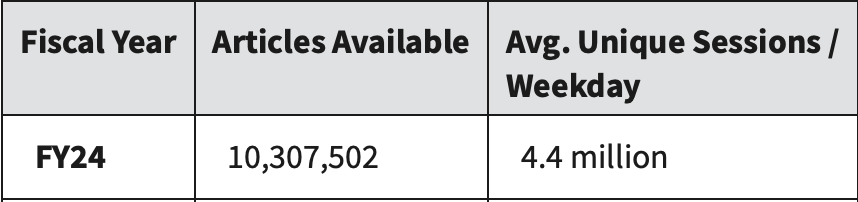 Fiscal Year Articles Available Avg. Unique Sessions /
Weekday
FY24 10,307,502 4.4 million